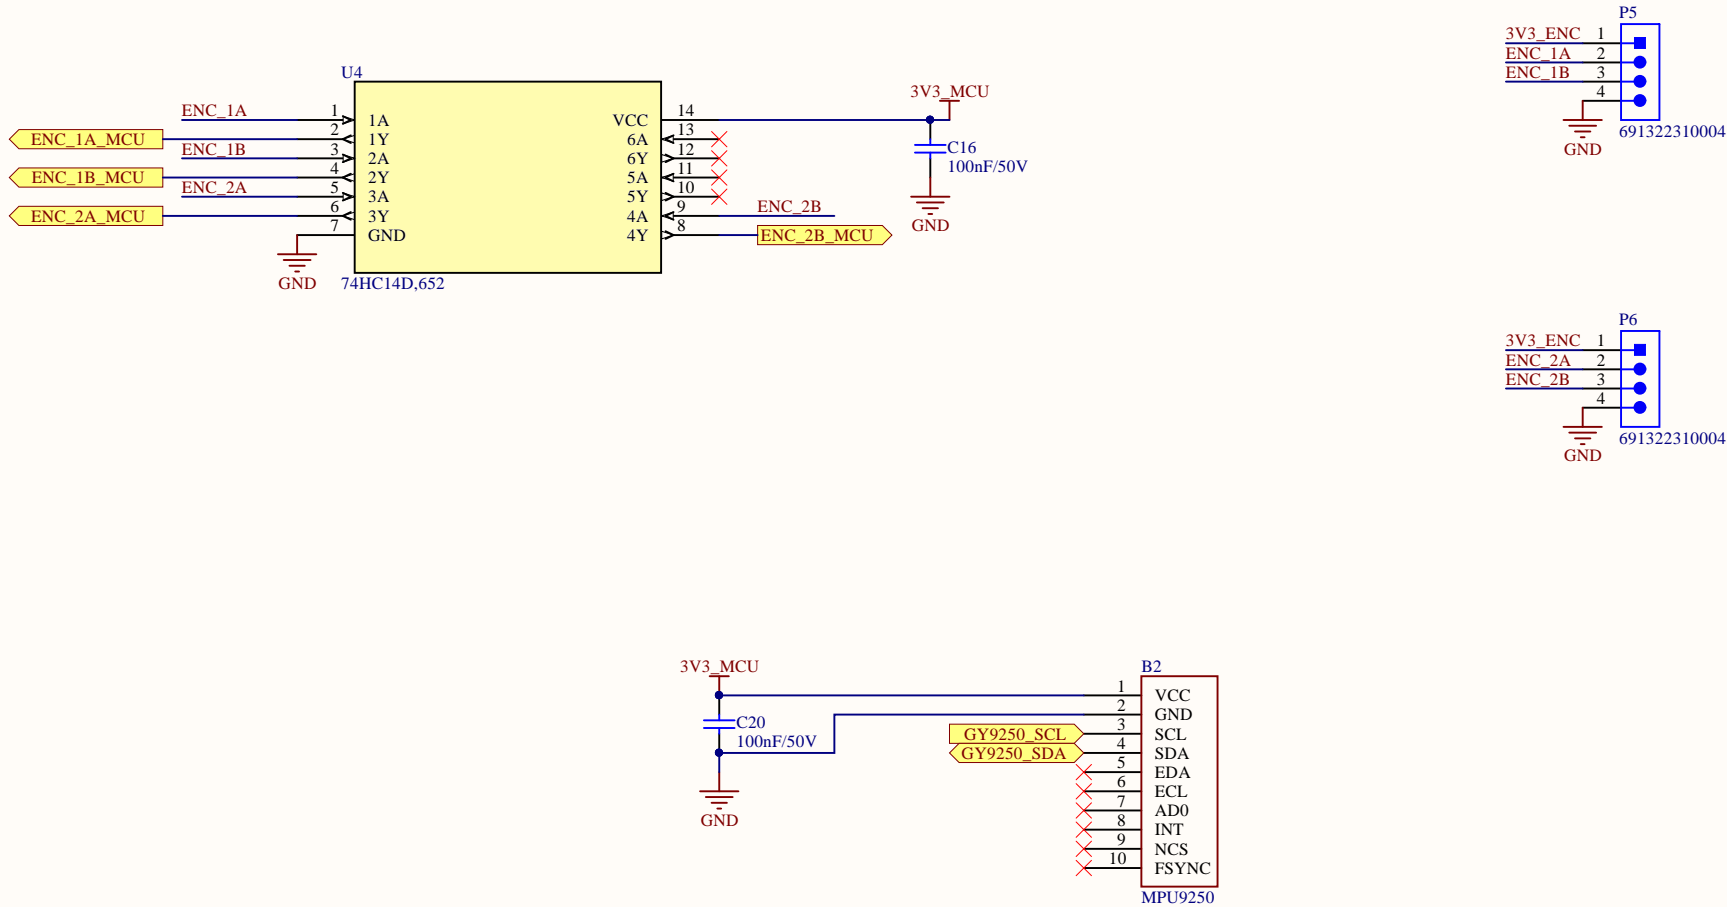 U4
ENC_1A 1 1A
ENC_1A_MCU 2 1Y
ENC_1B 3 2A
ENC_1B_MCU 4 2Y
ENC_2A 5 3A
ENC_2A_MCU 6 3Y
7 GND
GND
74HC14D,652
VCC 14
6A 13
6Y 12
5A 11
5Y 10
4A 9 ENC_2B
4Y 8 ENC_2B_MCU
3V3_MCU
C16
100nF/50V
GND
P5
3V3_ENC 1
ENC_1A 2
ENC_1B 3
4
GND
691322310004
P6
3V3_ENC 1
ENC_2A 2
ENC_2B 3
4
GND
691322310004
3V3_MCU
C20
100nF/50V
GND
B2
1 VCC
2 GND
GY9250_SCL 3 SCL
GY9250_SDA 4 SDA
5 EDA
6 ECL
7 AD0
8 INT
9 NCS
10 FSYNC
MPU9250